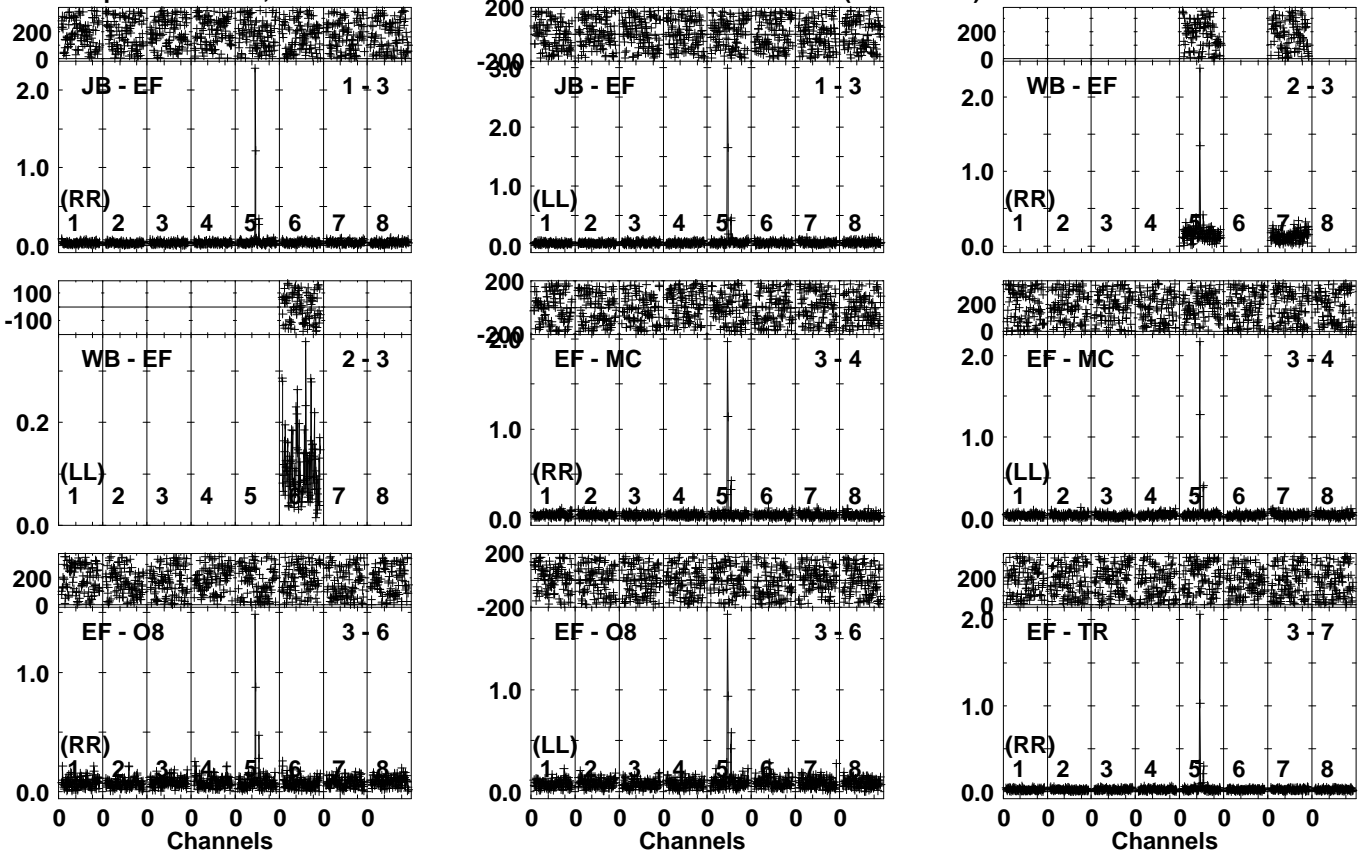 200
0
JB - EF 1 - 3
2.0
1.0
(RR)
1 2 3 4 5 6 7 8
0.0
200
-200
3.0
JB - EF 1 - 3
2.0
1.0
(LL)
1 2 3 4 5 6 7 8
0.0
200
0
WB - EF 2 - 3
2.0
1.0
(RR)
1 2 3 4 5 6 7 8
0.0
100
-100
WB - EF 2 - 3
0.2
(LL)
1 2 3 4 5 6 7 8
0.0
200
-200
2.0
EF - MC 3 - 4
1.0
(RR)
1 2 3 4 5 6 7 8
0.0
200
0
2.0
EF - MC 3 - 4
1.0
(LL)
1 2 3 4 5 6 7 8
0.0
200
0
EF - O8 3 - 6
1.0
(RR)
1 2 3 4 5 6 7 8
0.0
0 0 0 0 0 0 0 0
Channels
200
-200
EF - O8 3 - 6
1.0
(LL)
1 2 3 4 5 6 7 8
0.0
0 0 0 0 0 0 0 0
Channels
200
0
2.0
EF - TR 3 - 7
1.0
(RR)
1 2 3 4 5 6 7 8
0.0
0 0 0 0 0 0 0 0
Channels